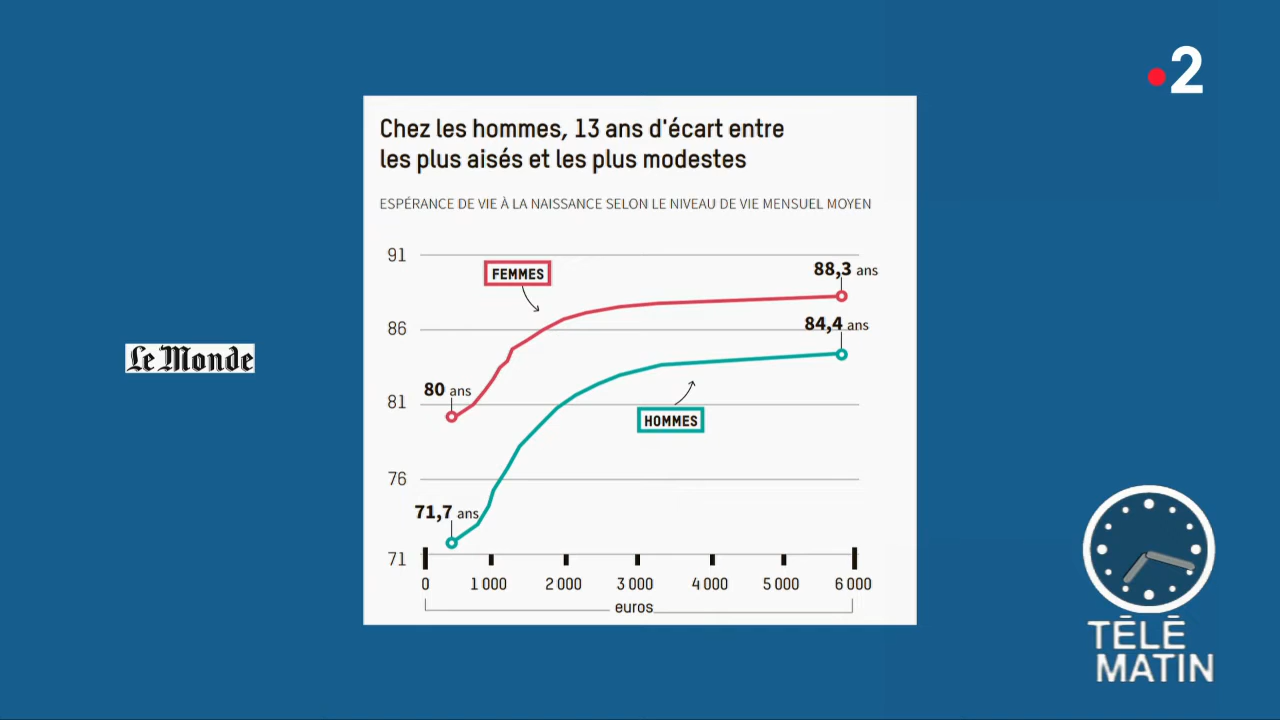 2
Chez les hommes, 13 ans d'écart entre
les plus aisés et les plus modestes
ESPÉRANCE DE VIE À LA NAISSANCE SELON LE NIVEAU DE VIE MENSUEL MOYEN
91
FEMMES
88,3 ans
86
84,4 ans
Le Monde
80 ans
81
HOMMES
76
71,7 ans
71
0 1 000 2 000 3 000 4 000 5 000 6 000
euros
TÉLÉ
MATIN